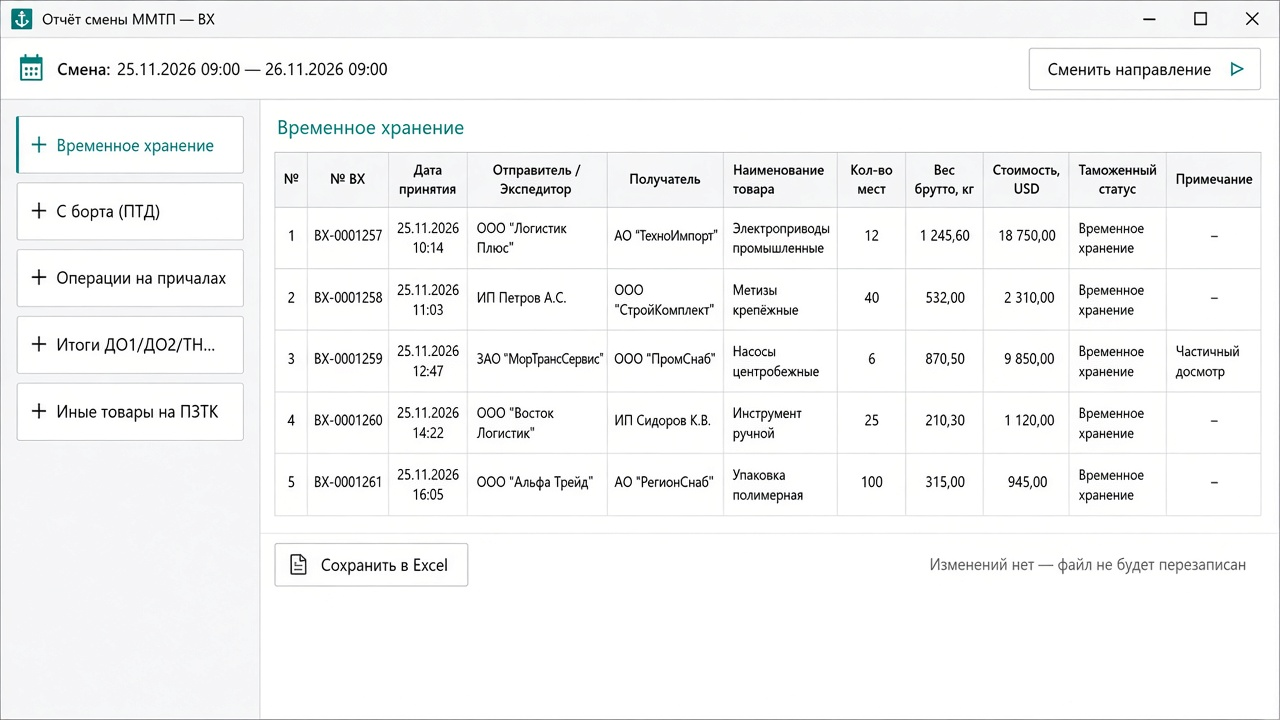 Отчёт смены ММТП — ВХ
Смена: 25.11.2026 09:00 — 26.11.2026 09:00
Сменить направление
+ Временное хранение
+ С борта (ПТД)
+ Операции на причалах
+ Итоги ДО1/ДО2/ТН...
+ Иные товары на ПЗТК
Временное хранение
№ | № ВХ | Дата принятия | Отправитель / Экспедитор | Получатель | Наименование товара | Кол-во мест | Вес брутто, кг | Стоимость, USD | Таможенный статус | Примечание
1 | ВХ-0001257 | 25.11.2026 10:14 | ООО "Логистик Плюс" | АО "ТехноИмпорт" | Электроприводы промышленные | 12 | 1 245,60 | 18 750,00 | Временное хранение | –
2 | ВХ-0001258 | 25.11.2026 11:03 | ИП Петров А.С. | ООО "СтройКомплект" | Метизы крепёжные | 40 | 532,00 | 2 310,00 | Временное хранение | –
3 | ВХ-0001259 | 25.11.2026 12:47 | ЗАО "МорТрансСервис" | ООО "ПромСнаб" | Насосы центробежные | 6 | 870,50 | 9 850,00 | Временное хранение | Частичный досмотр
4 | ВХ-0001260 | 25.11.2026 14:22 | ООО "Восток Логистик" | ИП Сидоров К.В. | Инструмент ручной | 25 | 210,30 | 1 120,00 | Временное хранение | –
5 | ВХ-0001261 | 25.11.2026 16:05 | ООО "Альфа Трейд" | АО "РегионСнаб" | Упаковка полимерная | 100 | 315,00 | 945,00 | Временное хранение | –
Сохранить в Excel
Изменений нет — файл не будет перезаписан